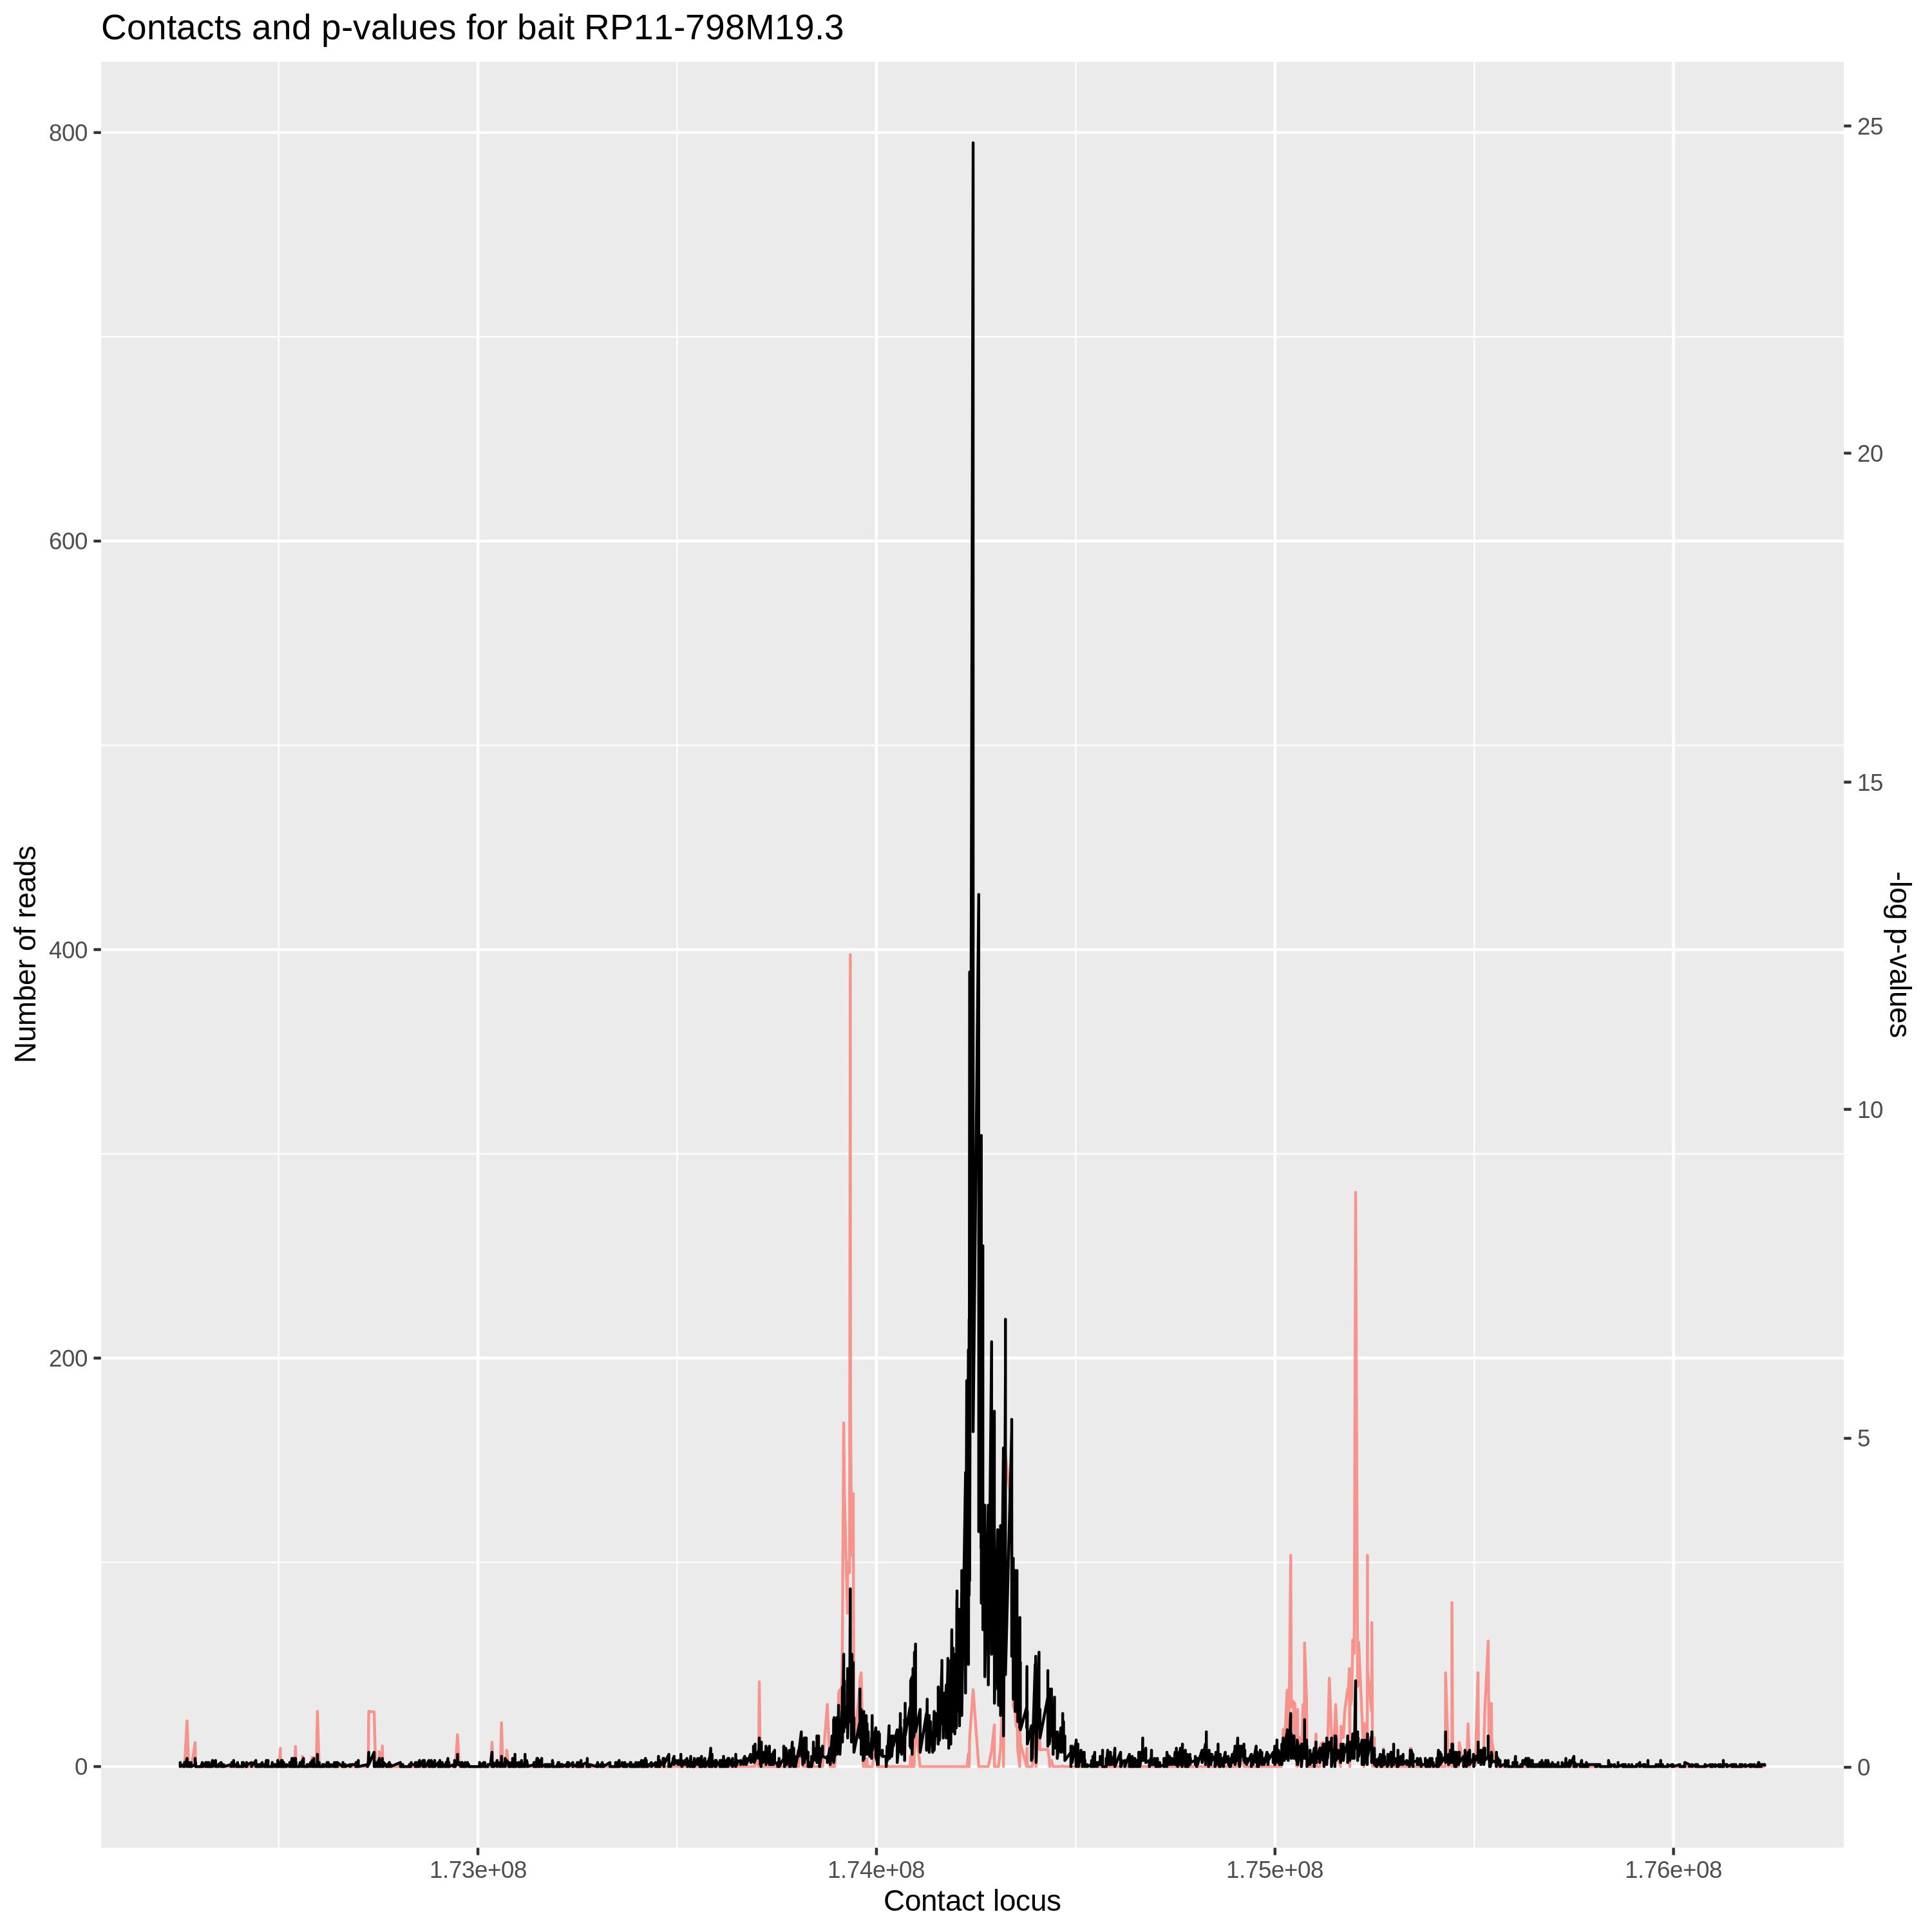 Contacts and p-values for bait RP11-798M19.3
800
600
400
200
0
Number of reads
25
20
15
10
5
0
-log p-values
1.73e+08
1.74e+08
1.75e+08
1.76e+08
Contact locus